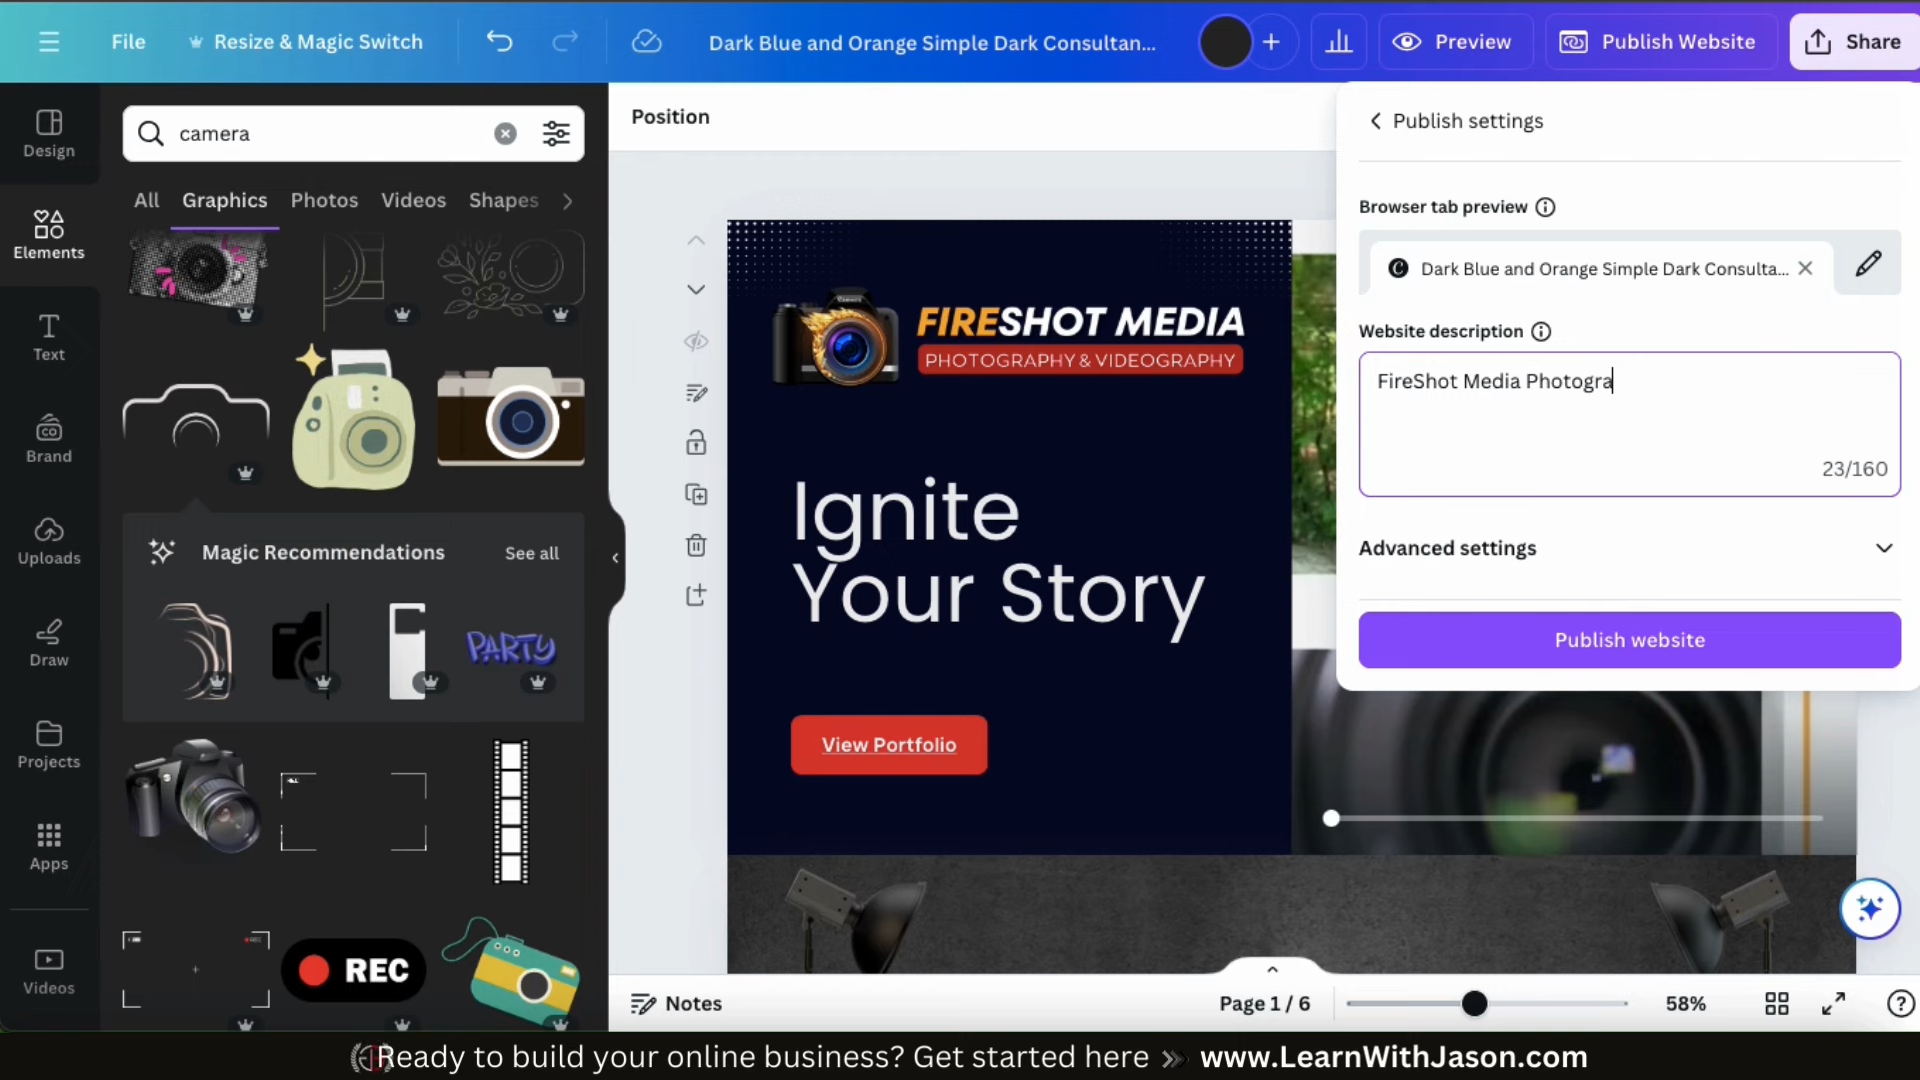 File
Resize & Magic Switch
Dark Blue and Orange Simple Dark Consultan...
Preview
Publish Website
Share
Design
Elements
Text
Brand
Uploads
Draw
Projects
Apps
Videos
camera
All
Graphics
Photos
Videos
Shapes
Magic Recommendations
See all
PARTY
REC
Position
FIRESHOT MEDIA
PHOTOGRAPHY & VIDEOGRAPHY
Ignite
Your Story
View Portfolio
Publish settings
Browser tab preview
Dark Blue and Orange Simple Dark Consulta...
Website description
FireShot Media Photogra
23/160
Advanced settings
Publish website
Notes
Page 1 / 6
58%
Ready to build your online business? Get started here
www.LearnWithJason.com